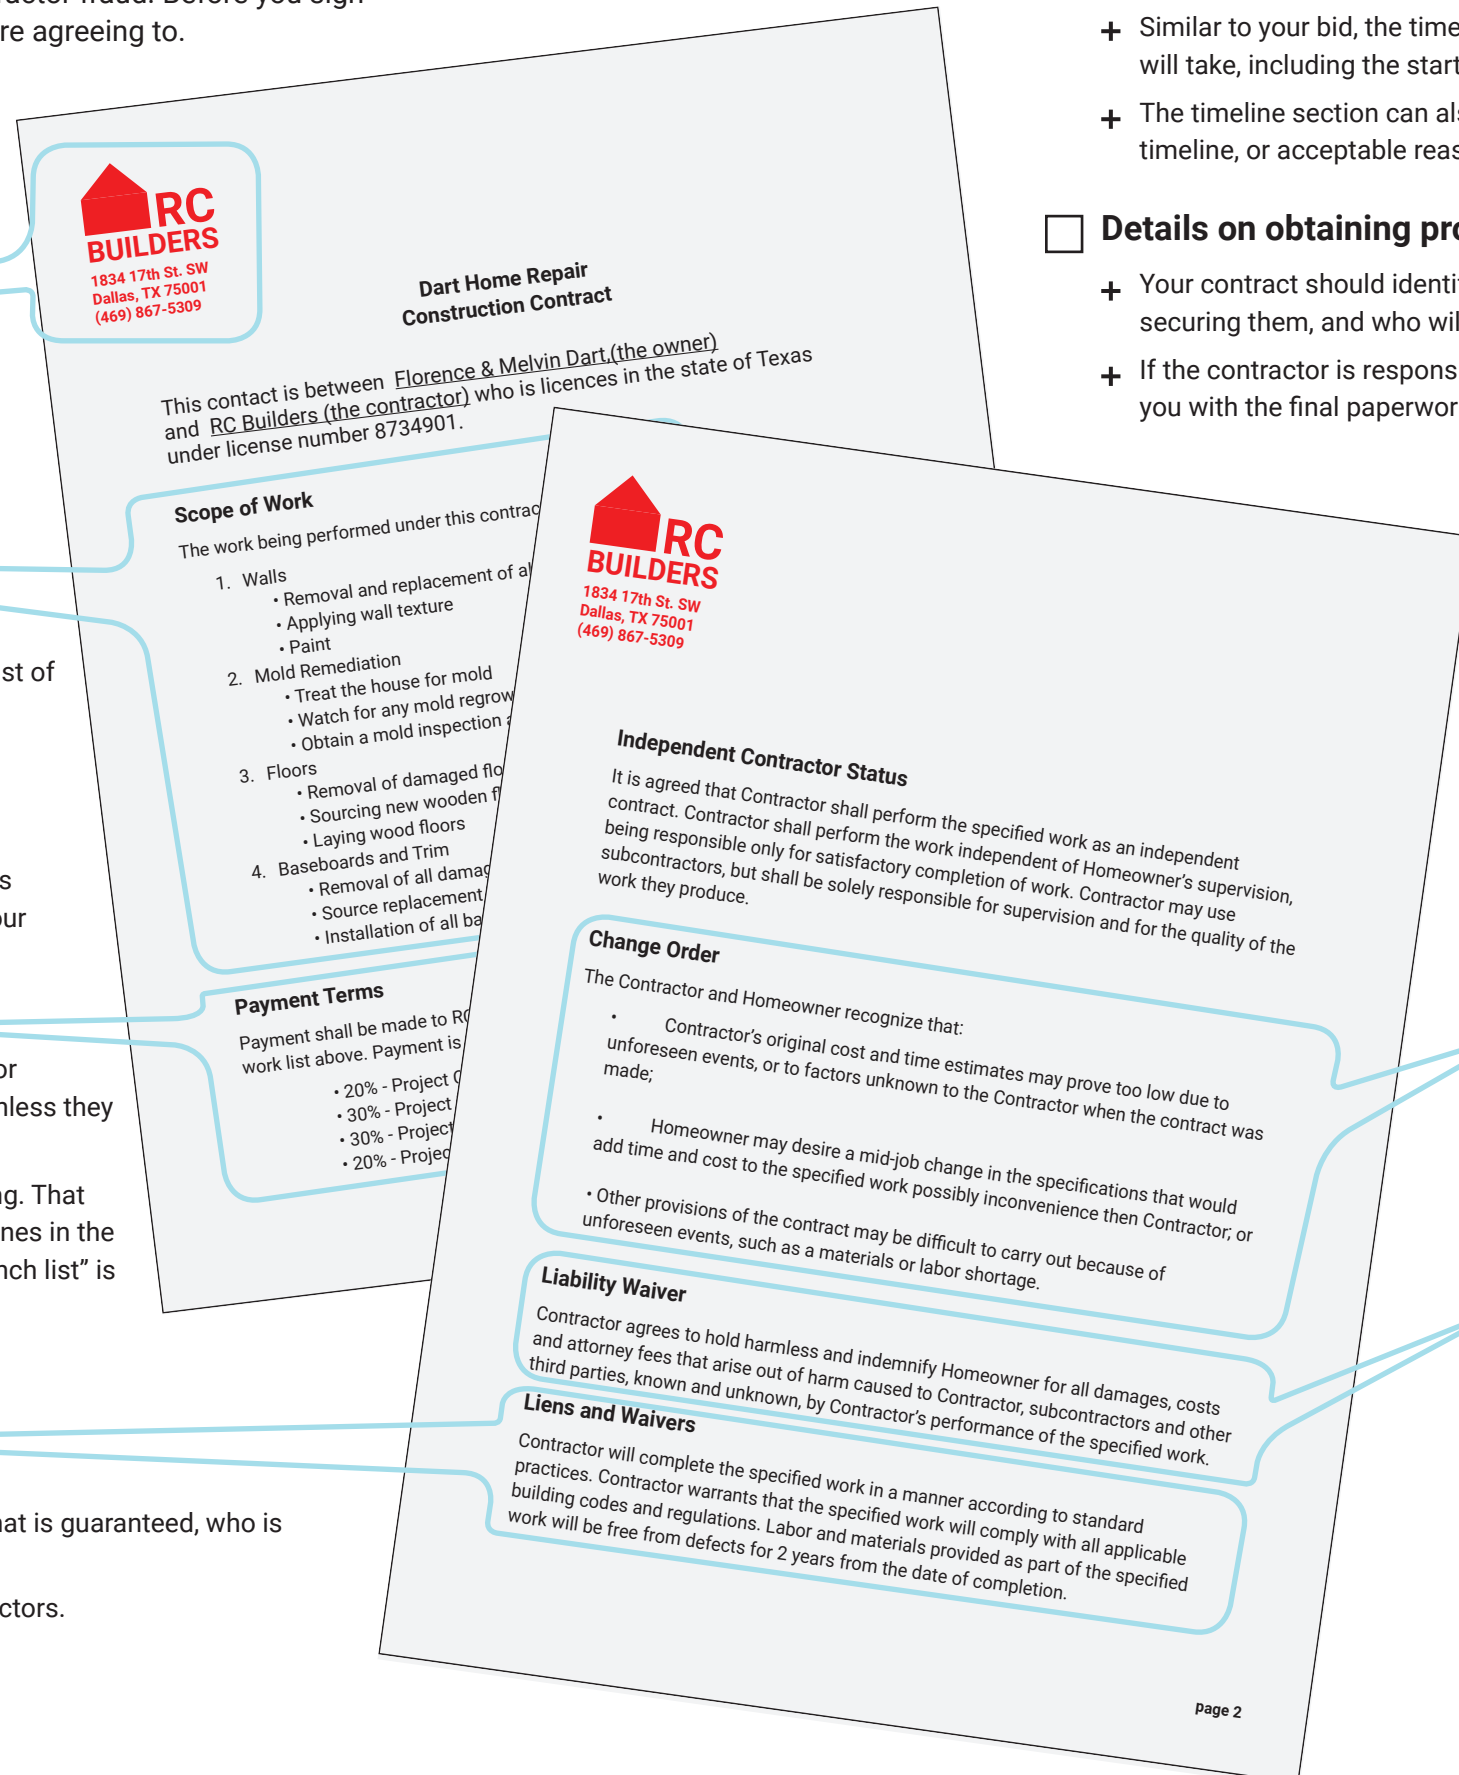 re agreeing to.
RC
BUILDERS
1834 17th St. SW
Dallas, TX 75001
(469) 867-5309
Dart Home Repair
Construction Contract
This contact is between Florence & Melvin Dart,(the owner)
and RC Builders (the contractor) who is licences in the state of Texas
under license number 8734901.
Scope of Work
The work being performed under this contrac
1. Walls
• Removal and replacement of al
• Applying wall texture
• Paint
2. Mold Remediation
• Treat the house for mold
• Watch for any mold regrow
• Obtain a mold inspection
3. Floors
• Removal of damaged flo
• Sourcing new wooden f
• Laying wood floors
4. Baseboards and Trim
• Removal of all damag
• Source replacement
• Installation of all ba
Payment Terms
Payment shall be made to RC
work list above. Payment is
• 20% - Project
• 30% - Project
• 30% - Project
• 20% - Projec
st of
s
ur
or
nless they
g. That
nes in the
nch list” is
hat is guaranteed, who is
ctors.
RC
BUILDERS
1834 17th St. SW
Dallas, TX 75001
(469) 867-5309
Independent Contractor Status
It is agreed that Contractor shall perform the specified work as an independent
contract. Contractor shall perform the work independent of Homeowner’s supervision,
being responsible only for satisfactory completion of work. Contractor may use
subcontractors, but shall be solely responsible for supervision and for the quality of the
work they produce.
Change Order
The Contractor and Homeowner recognize that:
• Contractor’s original cost and time estimates may prove too low due to
unforeseen events, or to factors unknown to the Contractor when the contract was
made;
• Homeowner may desire a mid-job change in the specifications that would
add time and cost to the specified work possibly inconvenience then Contractor; or
• Other provisions of the contract may be difficult to carry out because of
unforeseen events, such as a materials or labor shortage.
Liability Waiver
Contractor agrees to hold harmless and indemnify Homeowner for all damages, costs
and attorney fees that arise out of harm caused to Contractor, subcontractors and other
third parties, known and unknown, by Contractor’s performance of the specified work.
Liens and Waivers
Contractor will complete the specified work in a manner according to standard
practices. Contractor warrants that the specified work will comply with all applicable
building codes and regulations. Labor and materials provided as part of the specified
work will be free from defects for 2 years from the date of completion.
page 2
+ Similar to your bid, the time
will take, including the start
+ The timeline section can als
timeline, or acceptable reas
Details on obtaining pro
+ Your contract should identif
securing them, and who wil
+ If the contractor is respons
you with the final paperwor